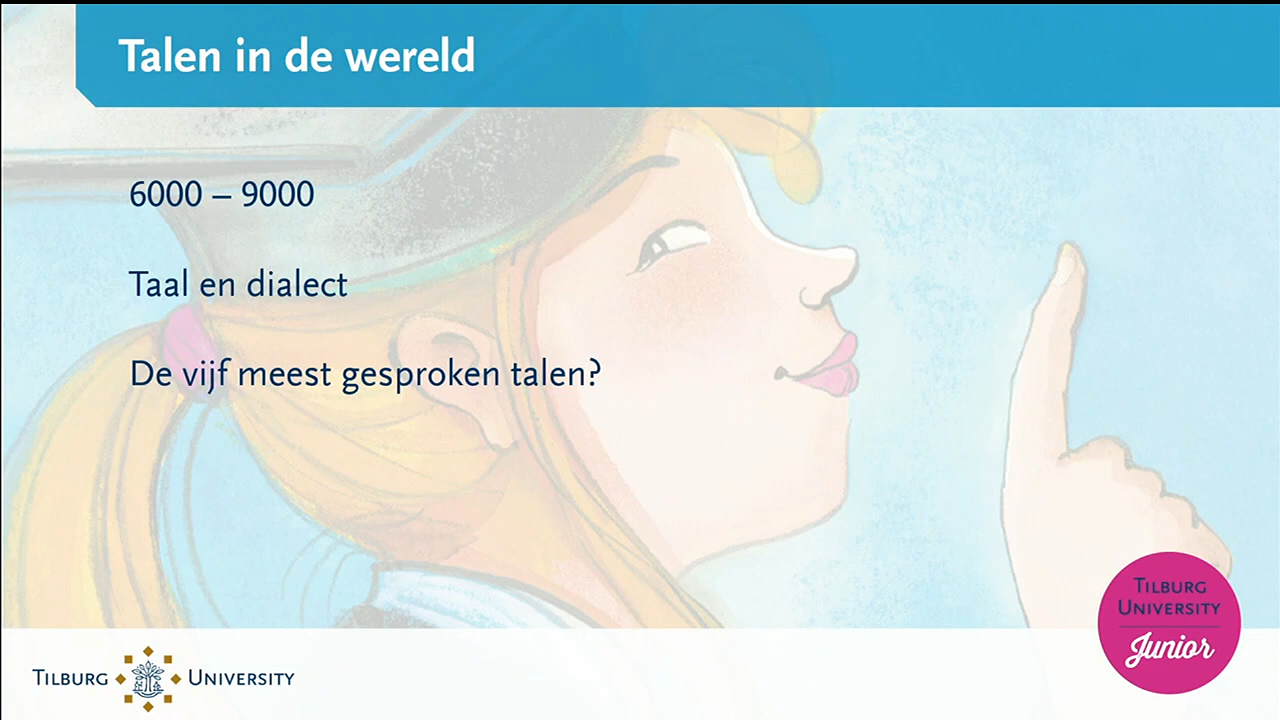 Talen in de wereld
6000 – 9000
Taal en dialect
De vijf meest gesproken talen?
TILBURG
UNIVERSITY
Junior
TILBURG UNIVERSITY